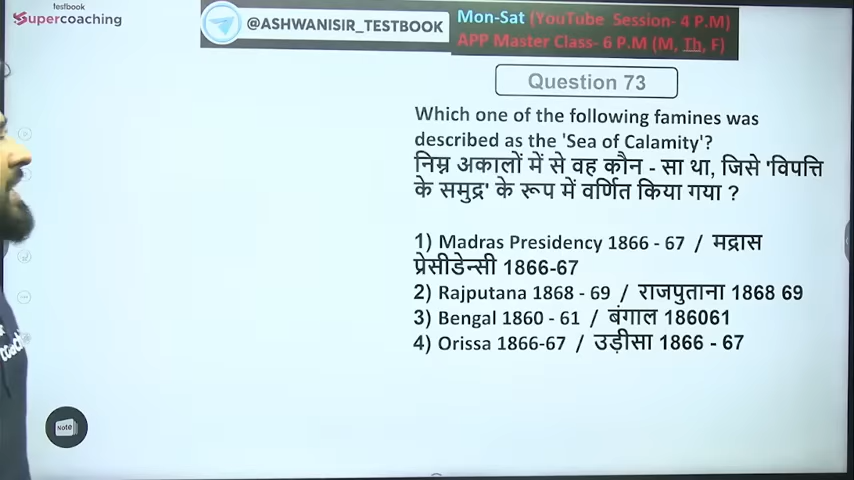 testbook
Supercoaching
@ASHWANISIR_TESTBOOK
Mon-Sat (YouTube Session- 4 P.M)
APP Master Class- 6 P.M (M, Th, F)
Question 73
Which one of the following famines was
described as the 'Sea of Calamity'?
निम्न अकालों में से वह कौन - सा था, जिसे 'विपत्ति
के समुद्र' के रूप में वर्णित किया गया ?
1) Madras Presidency 1866 - 67 / मद्रास
प्रेसीडेन्सी 1866-67
2) Rajputana 1868 - 69 / राजपुताना 1868 69
3) Bengal 1860 - 61 / बंगाल 186061
4) Orissa 1866-67 / उड़ीसा 1866 - 67
Note